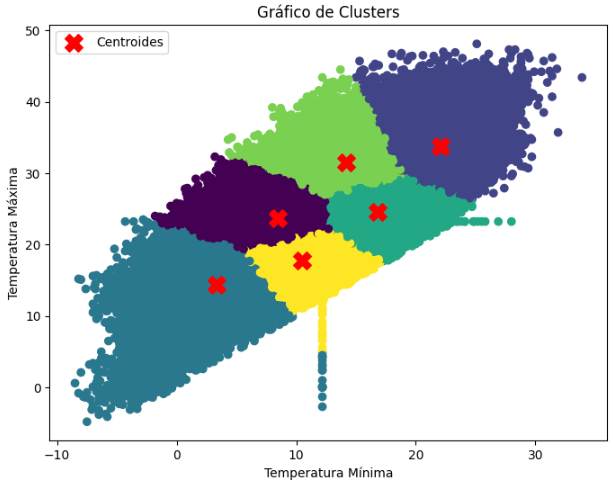 Gráfico de Clusters
Centroides
Temperatura Máxima
50
40
30
20
10
0
−10
0
10
20
30
Temperatura Mínima